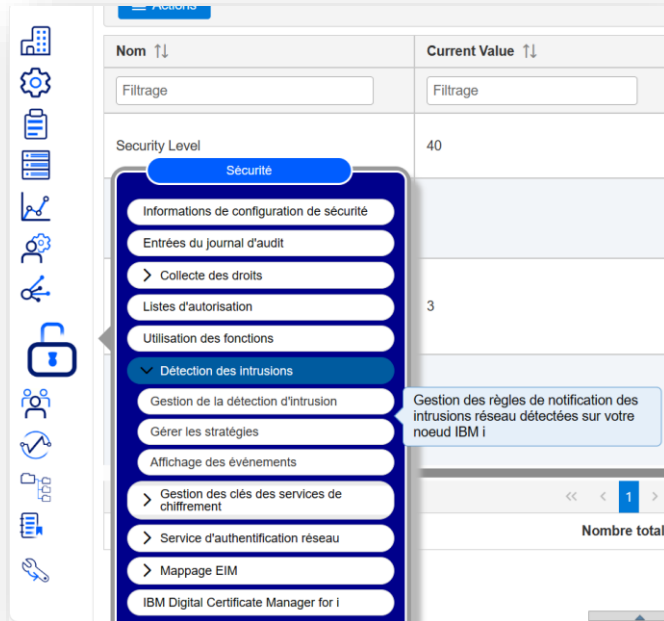 Actions
Nom
Current Value
Filtrage
Filtrage
Security Level
40
Sécurité
Informations de configuration de sécurité
Entrées du journal d'audit
Collecte des droits
Listes d'autorisation
3
Utilisation des fonctions
Détection des intrusions
Gestion de la détection d'intrusion
Gestion des règles de notification des
intrusions réseau détectées sur votre
noeud IBM i
Gérer les stratégies
Affichage des événements
Gestion des clés des services de
chiffrement
1
Service d'authentification réseau
Nombre total
Mappage EIM
IBM Digital Certificate Manager for i